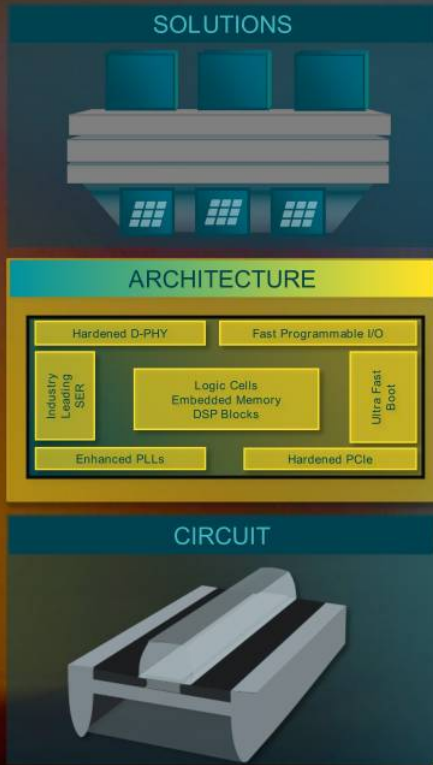 SOLUTIONS
ARCHITECTURE
Hardened D-PHY
Fast Programmable I/O
Industry
Leading
SER
Logic Cells
Embedded Memory
DSP Blocks
Ultra Fast
Boot
Enhanced PLLs
Hardened PCIe
CIRCUIT